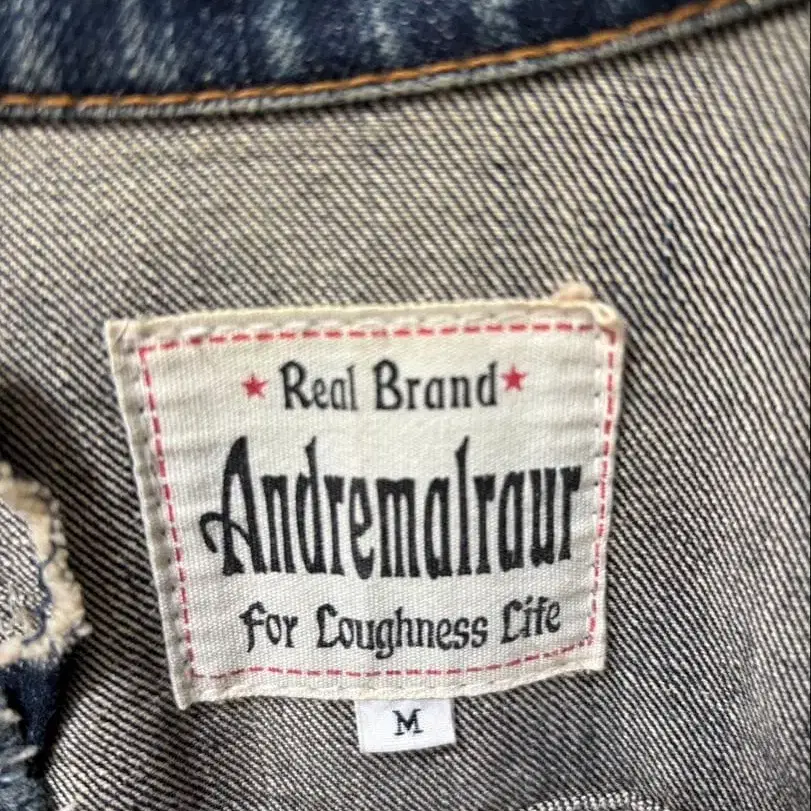 ★ Real Brand ★
Andremalraur
For Loughness Life
M